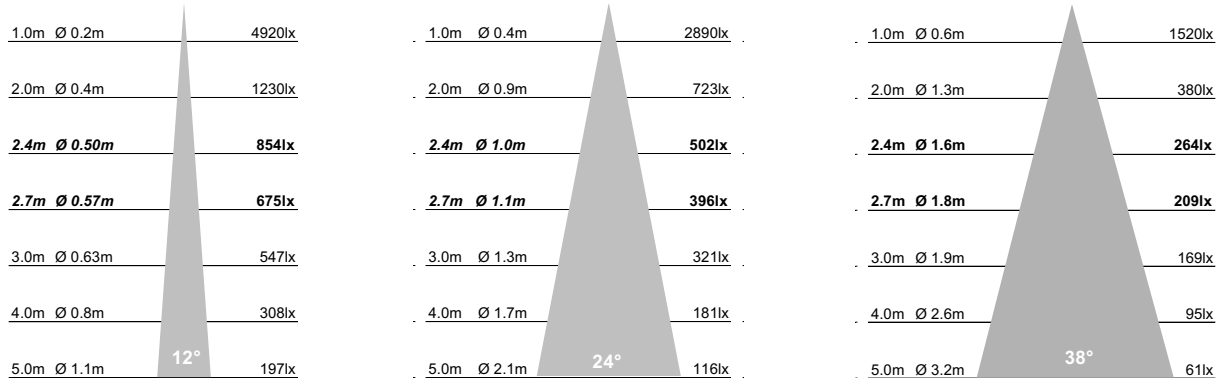 1.0m Ø 0.2m 4920lx
2.0m Ø 0.4m 1230lx
2.4m Ø 0.50m 854lx
2.7m Ø 0.57m 675lx
3.0m Ø 0.63m 547lx
4.0m Ø 0.8m 308lx
5.0m Ø 1.1m 12° 197lx
1.0m Ø 0.4m 2890lx
2.0m Ø 0.9m 723lx
2.4m Ø 1.0m 502lx
2.7m Ø 1.1m 396lx
3.0m Ø 1.3m 321lx
4.0m Ø 1.7m 181lx
5.0m Ø 2.1m 24° 116lx
1.0m Ø 0.6m 1520lx
2.0m Ø 1.3m 380lx
2.4m Ø 1.6m 264lx
2.7m Ø 1.8m 209lx
3.0m Ø 1.9m 169lx
4.0m Ø 2.6m 95lx
5.0m Ø 3.2m 38° 61lx